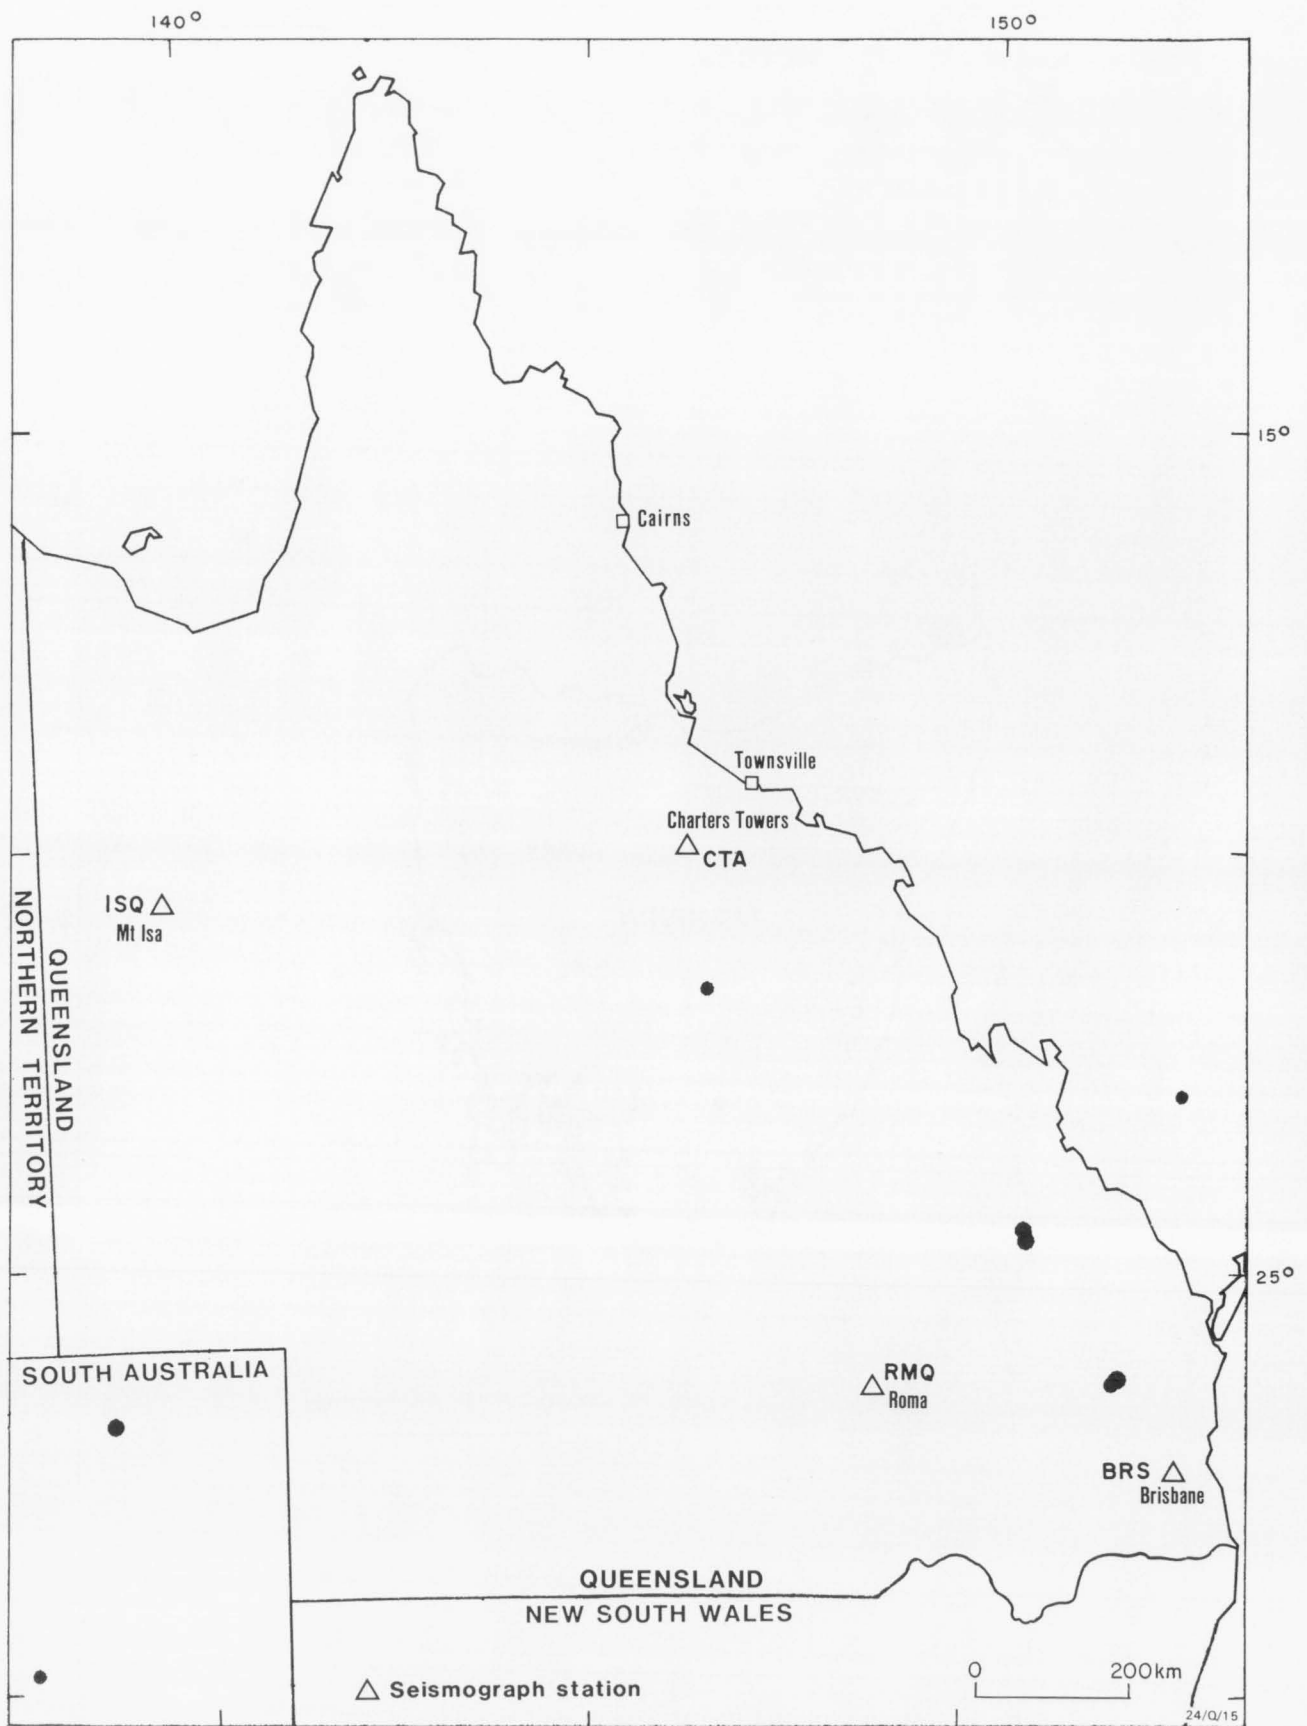 140°
150°
15°
Cairns
Townsville
Charters Towers
CTA
ISQ
Mt Isa
QUEENSLAND
NORTHERN TERRITORY
25°
SOUTH AUSTRALIA
RMQ
Roma
BRS
Brisbane
QUEENSLAND
NEW SOUTH WALES
0 200km
Seismograph station
24/Q/15